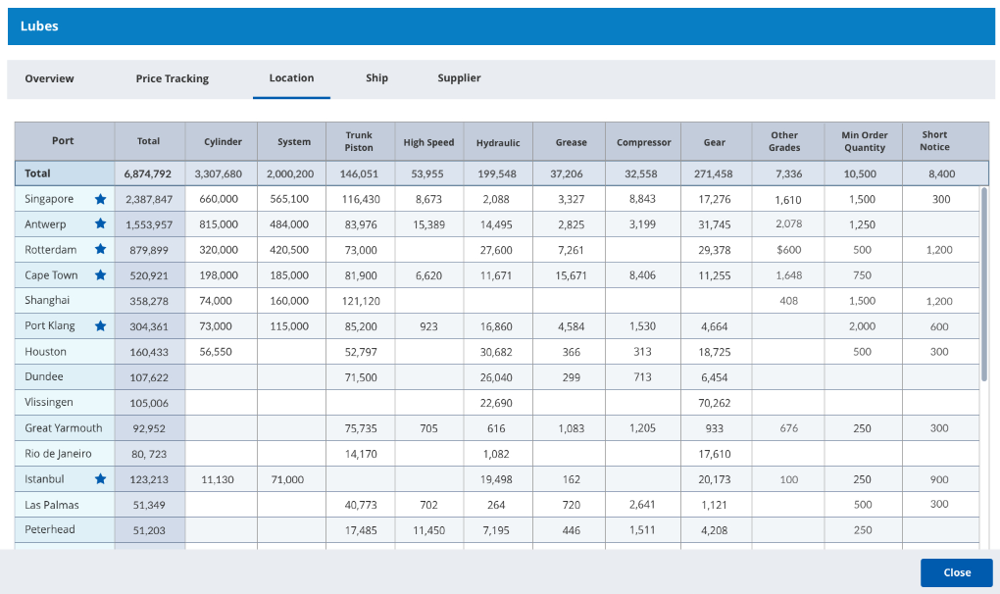 Lubes
Overview Price Tracking Location Ship Supplier
Port Total Cylinder System Trunk Piston High Speed Hydraulic Grease Compressor Gear Other Grades Min Order Quantity Short Notice
Total 6,874,792 3,307,680 2,000,200 146,051 53,955 199,548 37,206 32,558 271,458 7,336 10,500 8,400
Singapore 2,387,847 660,000 565,100 116,430 8,673 2,088 3,327 8,843 17,276 1,610 1,500 300
Antwerp 1,553,957 815,000 484,000 83,976 15,389 14,495 2,825 3,199 31,745 2,078 1,250
Rotterdam 879,899 320,000 420,500 73,000 27,600 7,261 29,378 $600 500 1,200
Cape Town 520,921 198,000 185,000 81,900 6,620 11,671 15,671 8,406 11,255 1,648 750
Shanghai 358,278 74,000 160,000 121,120 408 1,500 1,200
Port Klang 304,361 73,000 115,000 85,200 923 16,860 4,584 1,530 4,664 2,000 600
Houston 160,433 56,550 52,797 30,682 366 313 18,725 500 300
Dundee 107,622 71,500 26,040 299 713 6,454
Vlissingen 105,006 22,690 70,262
Great Yarmouth 92,952 75,735 705 616 1,083 1,205 933 676 250 300
Rio de Janeiro 80, 723 14,170 1,082 17,610
Istanbul 123,213 11,130 71,000 19,498 162 20,173 100 250 900
Las Palmas 51,349 40,773 702 264 720 2,641 1,121 500 300
Peterhead 51,203 17,485 11,450 7,195 446 1,511 4,208 250
Close